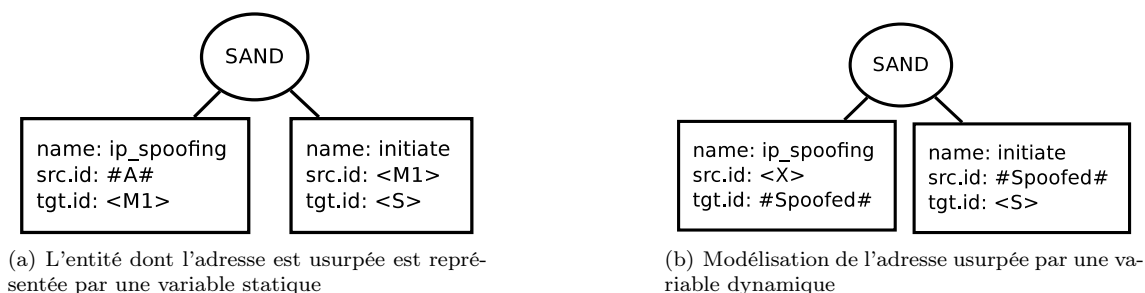 SAND
name: ip_spoofing
src.id: #A#
tgt.id: <M1>
name: initiate
src.id: <M1>
tgt.id: <S>
(a) L'entité dont l'adresse est usurpée est repré-
sentée par une variable statique
SAND
name: ip_spoofing
src.id: <X>
tgt.id: #Spoofed#
name: initiate
src.id: #Spoofed#
tgt.id: <S>
(b) Modélisation de l'adresse usurpée par une va-
riable dynamique